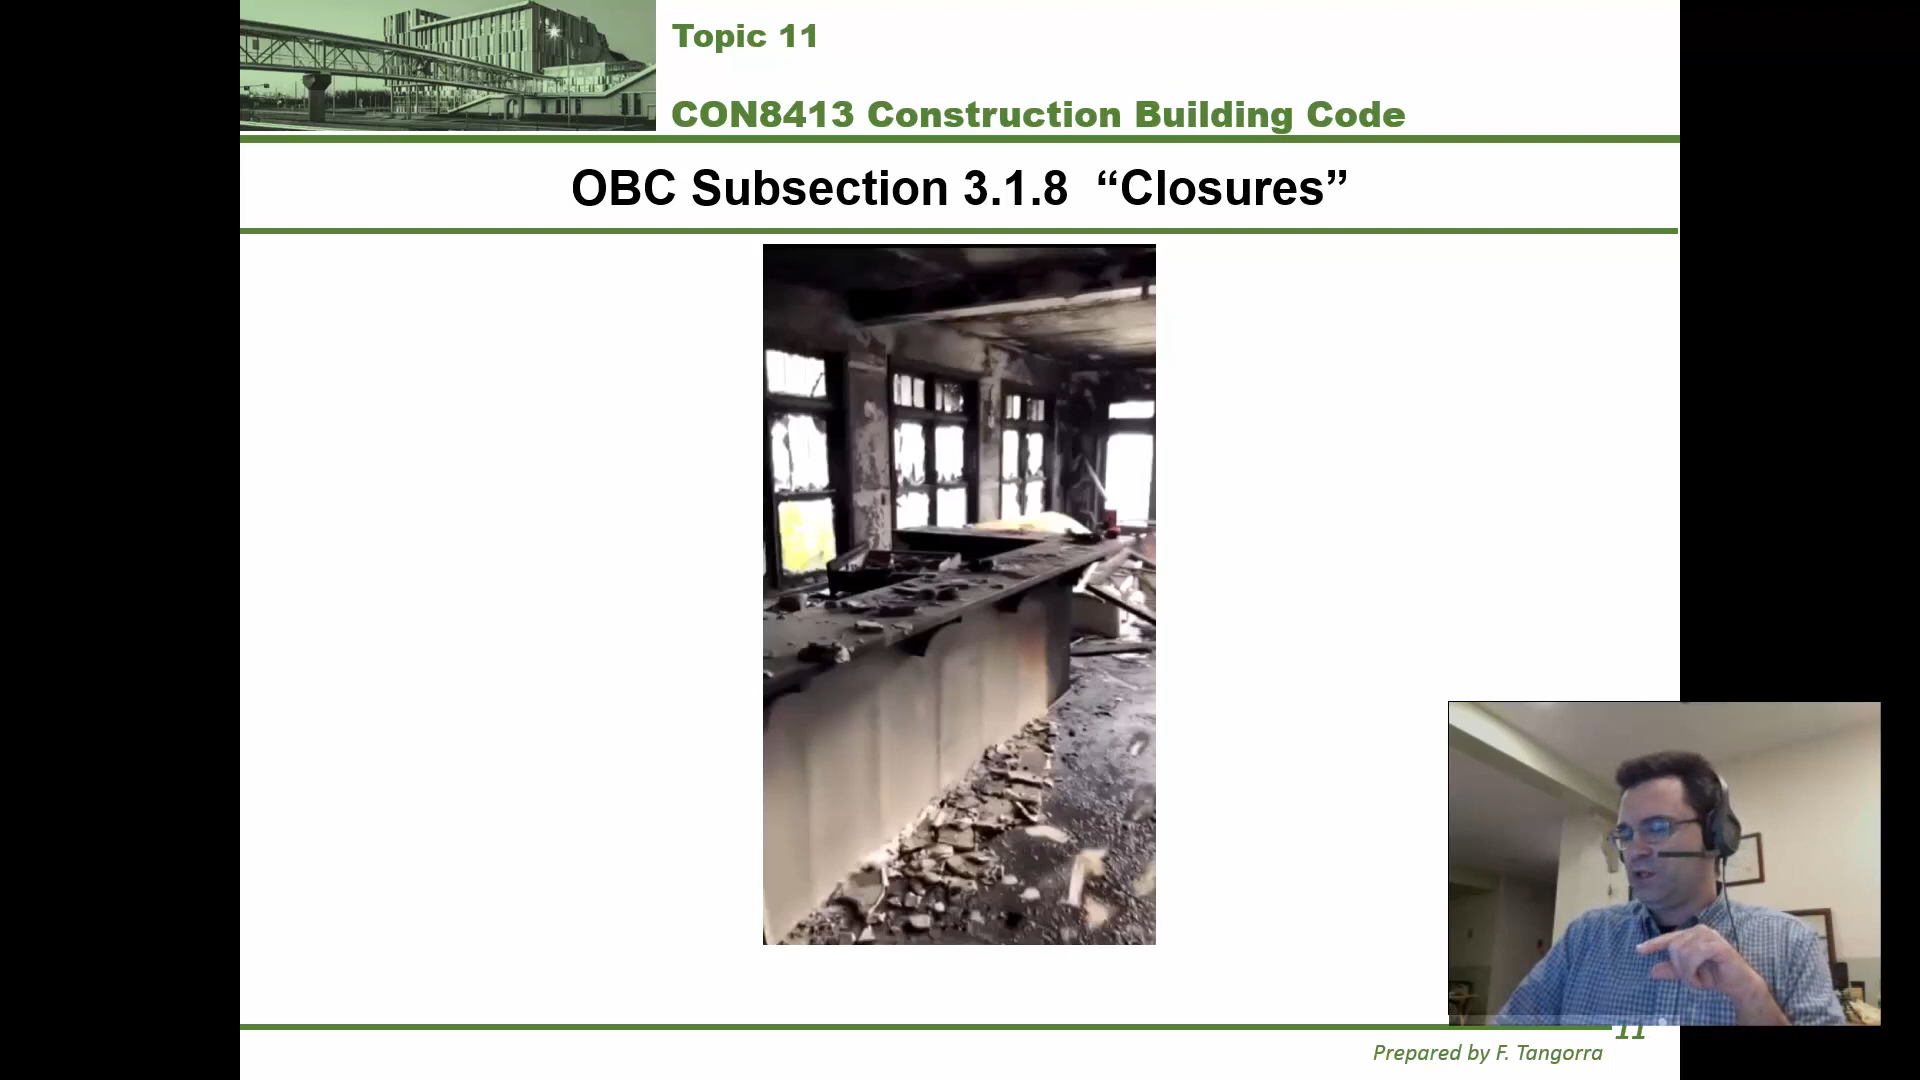 Topic 11
CON8413 Construction Building Code
OBC Subsection 3.1.8 “Closures”
11
Prepared by F. Tangorra